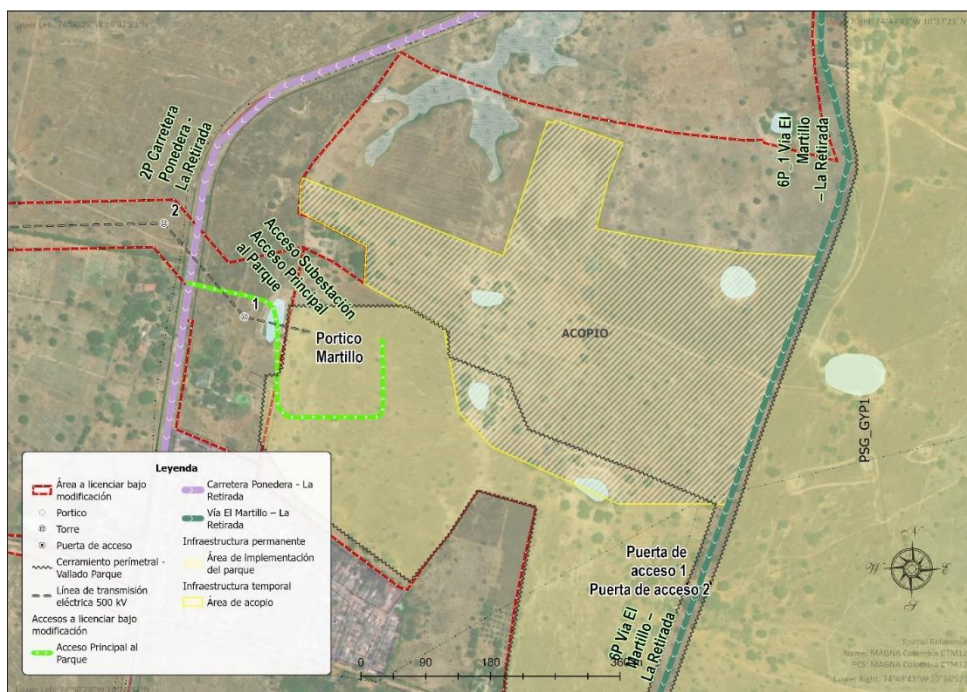 2P Carretera
Ponedera -
La Retirada
6P_1 Vía El
Martillo
– La Retirada
2
Acceso Subestación
Acceso Principal
al Parque
1
Portico
Martillo
ACOPIO
PSG_GYP1
Puerta de
acceso 1
Puerta de acceso 2
6P Vía El
Martillo –
La Retirada
Leyenda
Área a licenciar bajo
modificación
Portico
Torre
Puerta de acceso
Cerramiento perímetral -
Vallado Parque
Línea de transmisión
eléctrica 500 kV
Accesos a licenciar bajo
modificación
Acceso Principal al
Parque
Carretera Ponedera - La
Retirada
Vía El Martillo – La
Retirada
Infraestructura permanente
Área de implementación
del parque
Infraestructura temporal
Área de acopio
0
90
180
360 m
N
S
Name: MAGNA Colombia CTM12
PCS: MAGNA Colombia CTM12